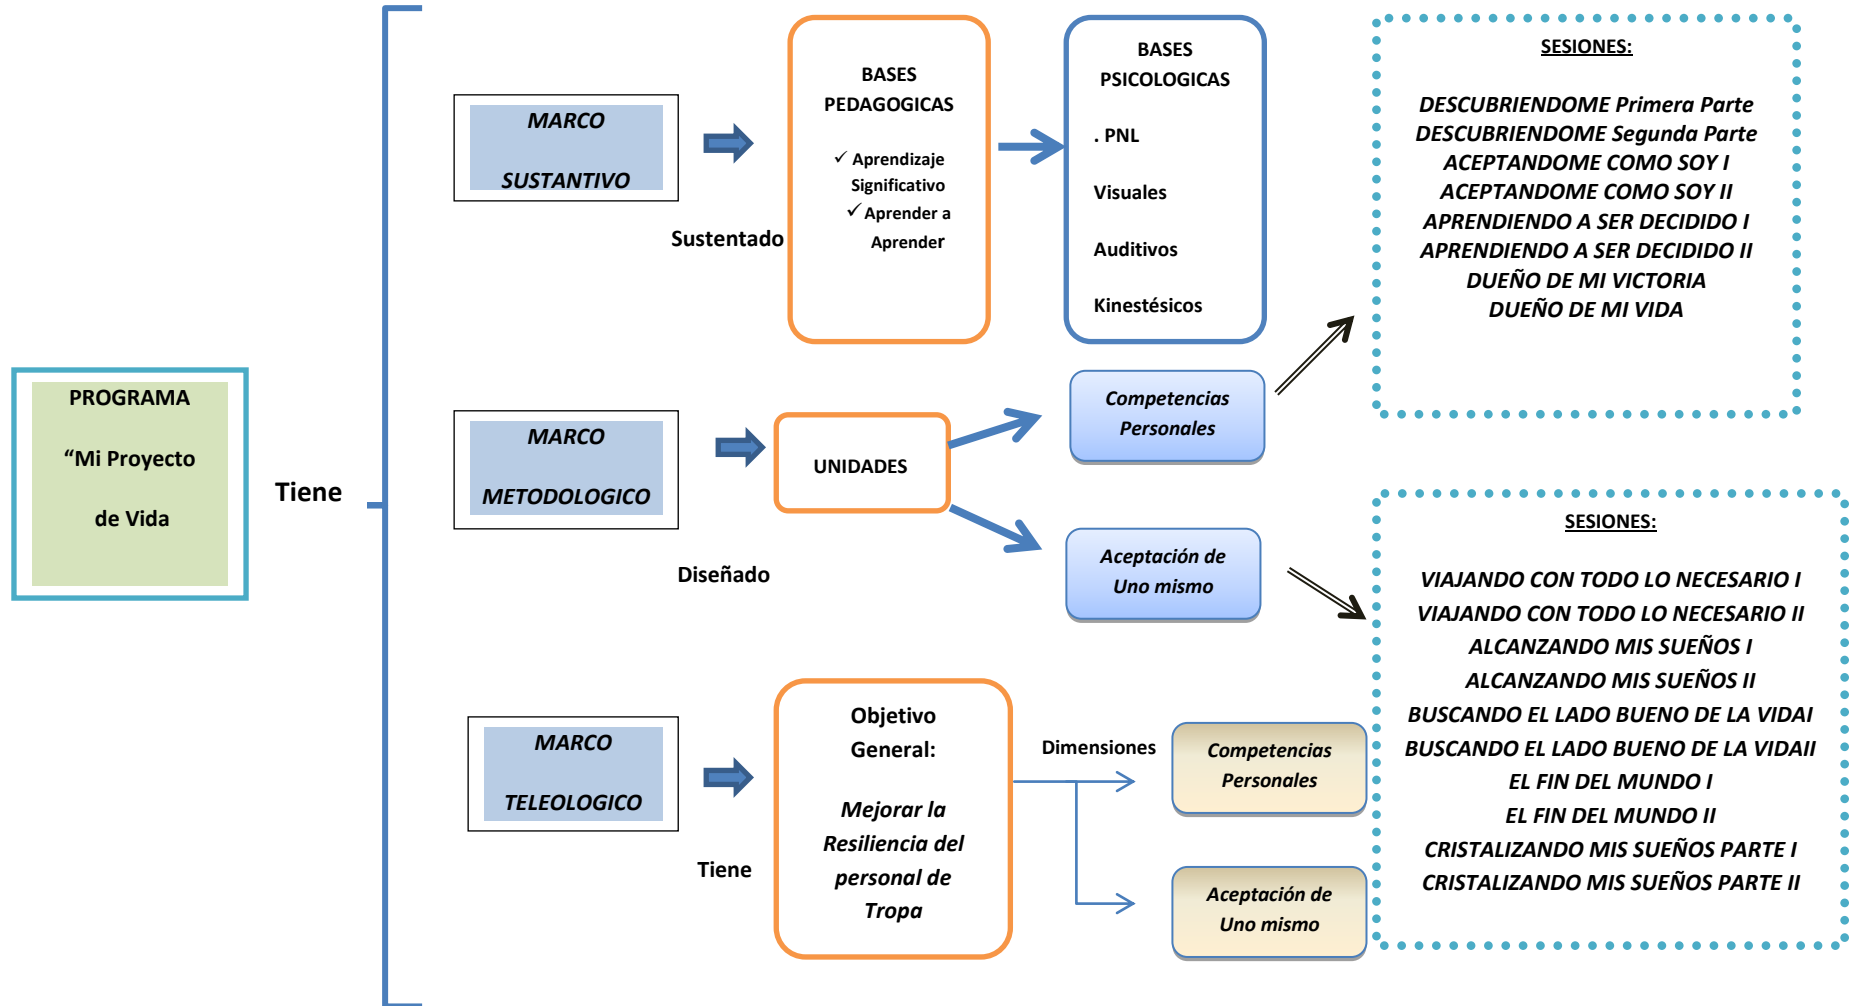 PROGRAMA
“Mi Proyecto
de Vida
Tiene
MARCO
SUSTANTIVO
Sustentado
BASES
PEDAGOGICAS
✓ Aprendizaje
Significativo
✓ Aprender a
Aprender
BASES
PSICOLOGICAS
. PNL
Visuales
Auditivos
Kinestésicos
MARCO
METODOLOGICO
Diseñado
UNIDADES
Competencias
Personales
Aceptación de
Uno mismo
SESIONES:
DESCUBRIENDOME Primera Parte
DESCUBRIENDOME Segunda Parte
ACEPTANDOME COMO SOY I
ACEPTANDOME COMO SOY II
APRENDIENDO A SER DECIDIDO I
APRENDIENDO A SER DECIDIDO II
DUEÑO DE MI VICTORIA
DUEÑO DE MI VIDA
SESIONES:
VIAJANDO CON TODO LO NECESARIO I
VIAJANDO CON TODO LO NECESARIO II
ALCANZANDO MIS SUEÑOS I
ALCANZANDO MIS SUEÑOS II
BUSCANDO EL LADO BUENO DE LA VIDAI
BUSCANDO EL LADO BUENO DE LA VIDAII
EL FIN DEL MUNDO I
EL FIN DEL MUNDO II
CRISTALIZANDO MIS SUEÑOS PARTE I
CRISTALIZANDO MIS SUEÑOS PARTE II
MARCO
TELEOLOGICO
Tiene
Objetivo
General:
Mejorar la
Resiliencia del
personal de
Tropa
Dimensiones
Competencias
Personales
Aceptación de
Uno mismo